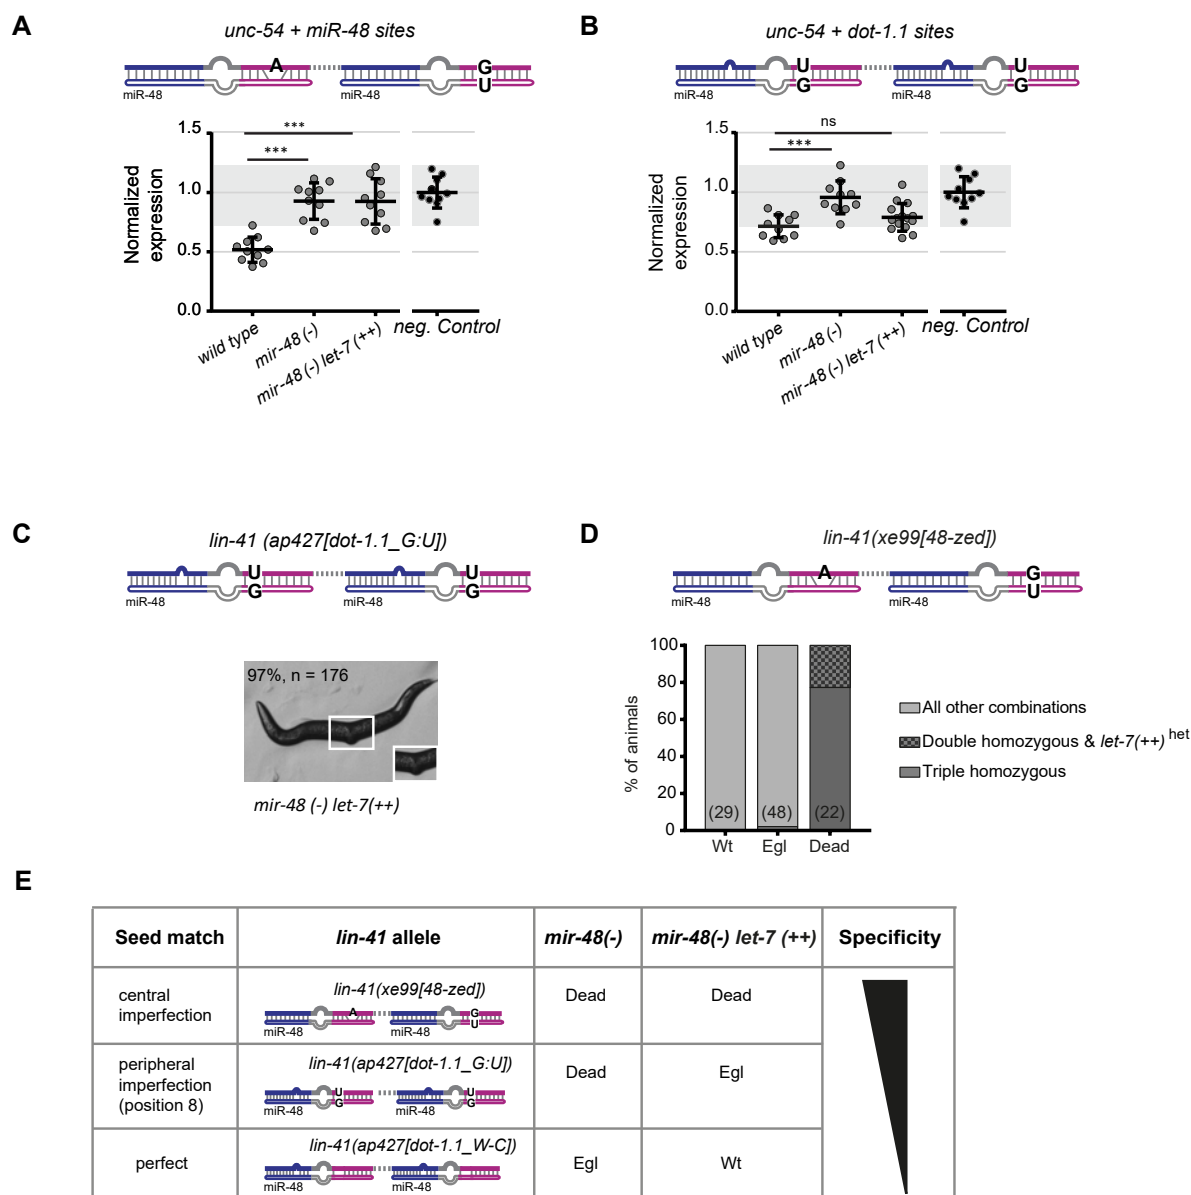 A
unc-54 + miR-48 sites
A
G
U
miR-48
1.5
1.0
0.5
0.0
Normalized
expression
***
***
wild type
mir-48 (-)
mir-48 (-) let-7 (++)
neg. Control
B
unc-54 + dot-1.1 sites
U
G
U
G
miR-48
miR-48
1.5
1.0
0.5
0.0
Normalized
expression
ns
***
wild type
mir-48 (-)
mir-48 (-) let-7 (++)
neg. Control
C
lin-41 (ap427[dot-1.1_G:U])
U
G
U
G
miR-48
miR-48
97%, n = 176
mir-48 (-) let-7(++)
D
lin-41(xe99[48-zed])
A
G
U
miR-48
miR-48
100
80
60
40
20
0
% of animals
(29)
(48)
(22)
Wt
Egl
Dead
All other combinations
Double homozygous & let-7(++) het
Triple homozygous
E
Seed match
lin-41 allele
mir-48(-)
mir-48(-) let-7 (++)
Specificity
central
imperfection
lin-41(xe99[48-zed])
A
G
U
miR-48
miR-48
Dead
Dead
peripheral
imperfection
(position 8)
lin-41(ap427[dot-1.1_G:U])
U
G
U
G
miR-48
miR-48
Dead
Egl
perfect
lin-41(ap427[dot-1.1_W-C])
miR-48
miR-48
Egl
Wt